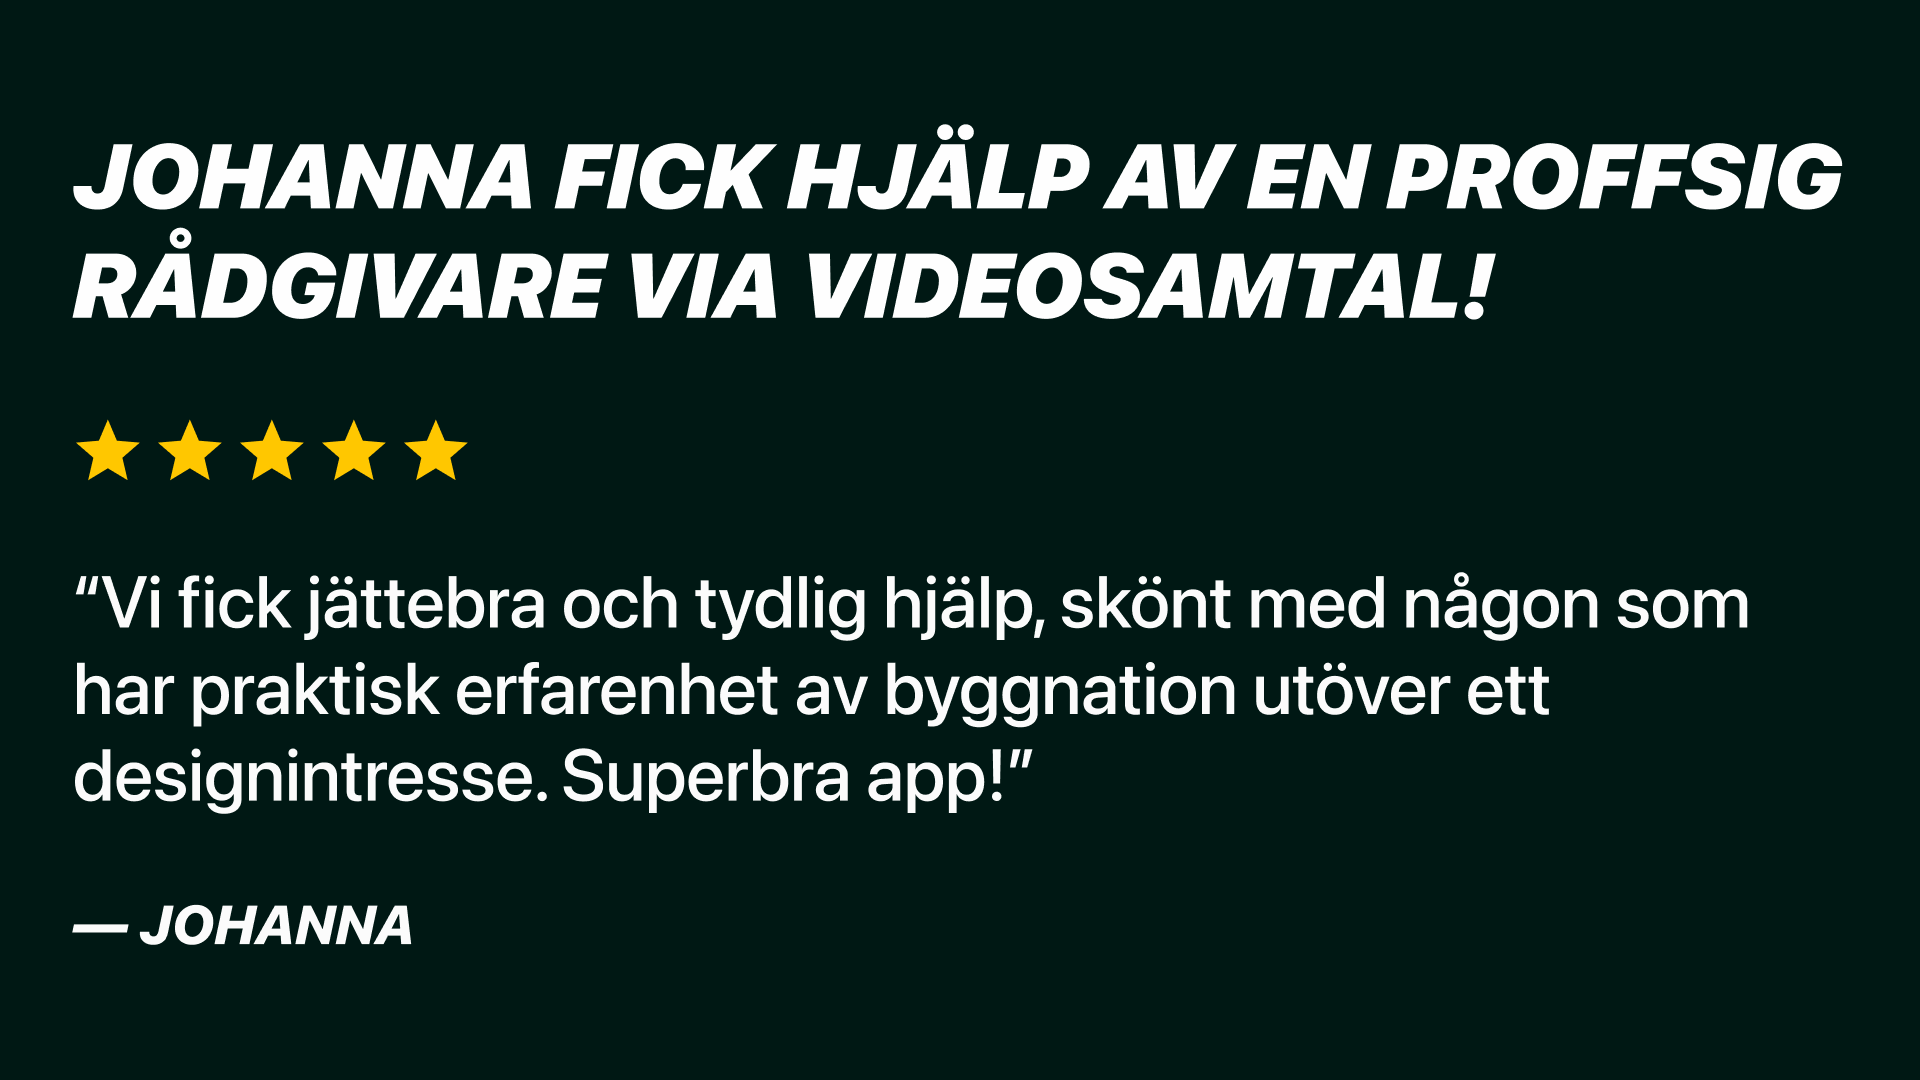 JOHANNA FICK HJÄLP AV EN PROFFSIG
RÅDGIVARE VIA VIDEOSAMTAL!
“Vi fick jättebra och tydlig hjälp, skönt med någon som
har praktisk erfarenhet av byggnation utöver ett
designintresse. Superbra app!”
— JOHANNA